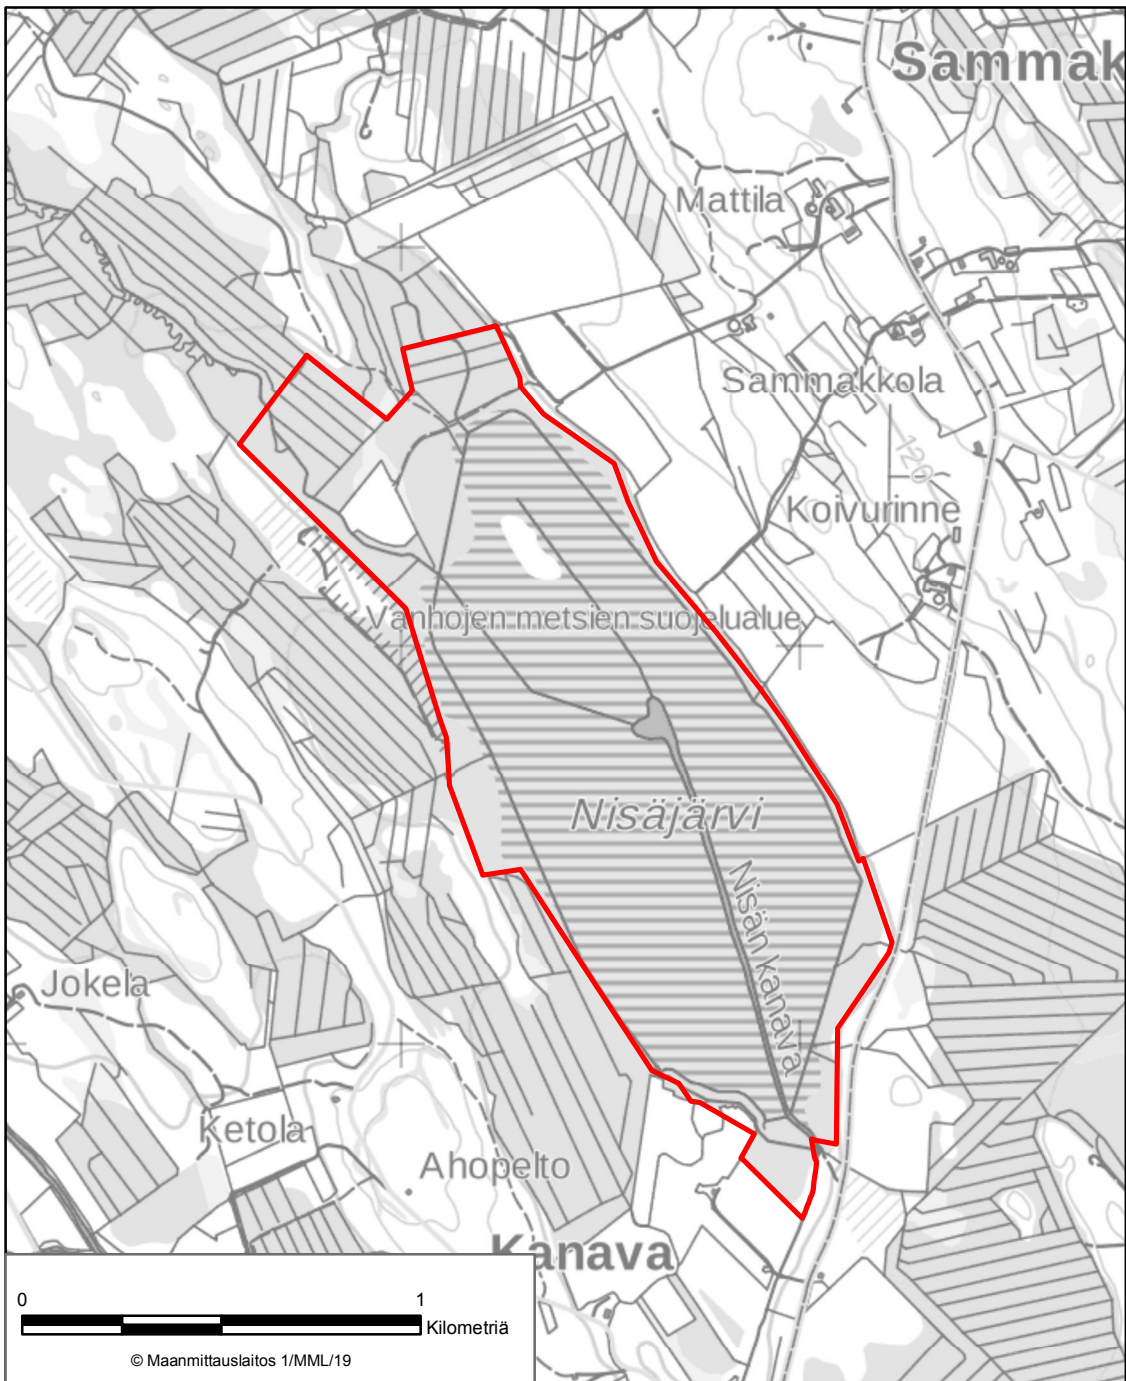 Sammak
Mattila
Sammakkola
120
Koivurinne
Vanhojen metsien suojelualue
Nisäjärvi
Nisän kanava
Jokela
Ketola
Ahopelto
Kanava
0 1
Kilometriä
© Maanmittauslaitos 1/MML/19